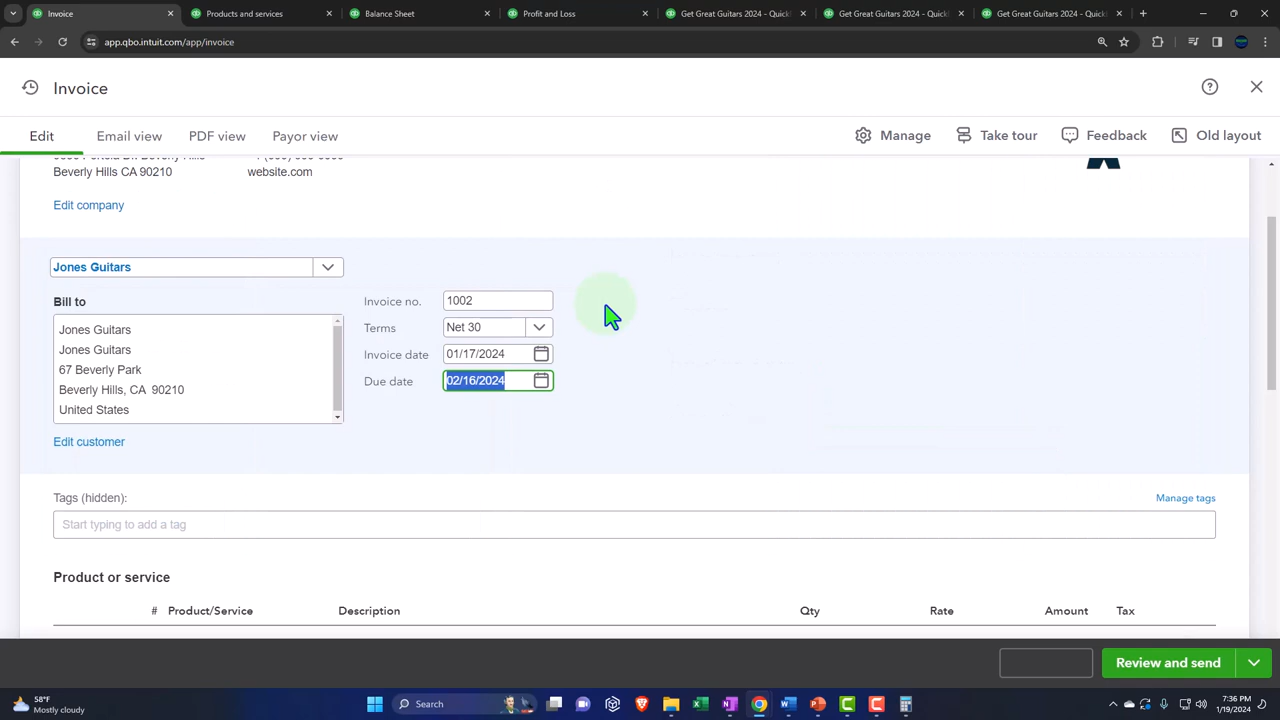 Invoice
Products and services
Balance Sheet
Profit and Loss
Get Great Guitars 2024 - Quick
Get Great Guitars 2024 - Quick
Get Great Guitars 2024 - Quick
app.qbo.intuit.com/app/invoice
Invoice
Edit
Email view
PDF view
Payor view
Manage
Take tour
Feedback
Old layout
Beverly Hills CA 90210
website.com
Edit company
Jones Guitars
Bill to
Jones Guitars
Jones Guitars
67 Beverly Park
Beverly Hills, CA 90210
United States
Edit customer
Invoice no. 1002
Terms Net 30
Invoice date 01/17/2024
Due date 02/16/2024
Tags (hidden):
Manage tags
Start typing to add a tag
Product or service
# Product/Service Description Qty Rate Amount Tax
Review and send
58°F
Mostly cloudy
Search
7:36 PM
1/19/2024